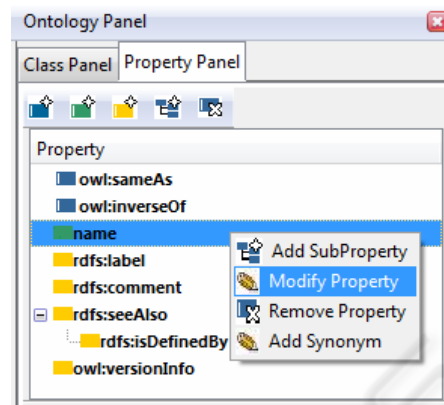 Ontology Panel
Class Panel Property Panel
Property
owl:sameAs
owl:inverseOf
name
rdfs:label
rdfs:comment
rdfs:seeAlso
rdfs:isDefinedBy
owl:versionInfo
Add SubProperty
Modify Property
Remove Property
Add Synonym